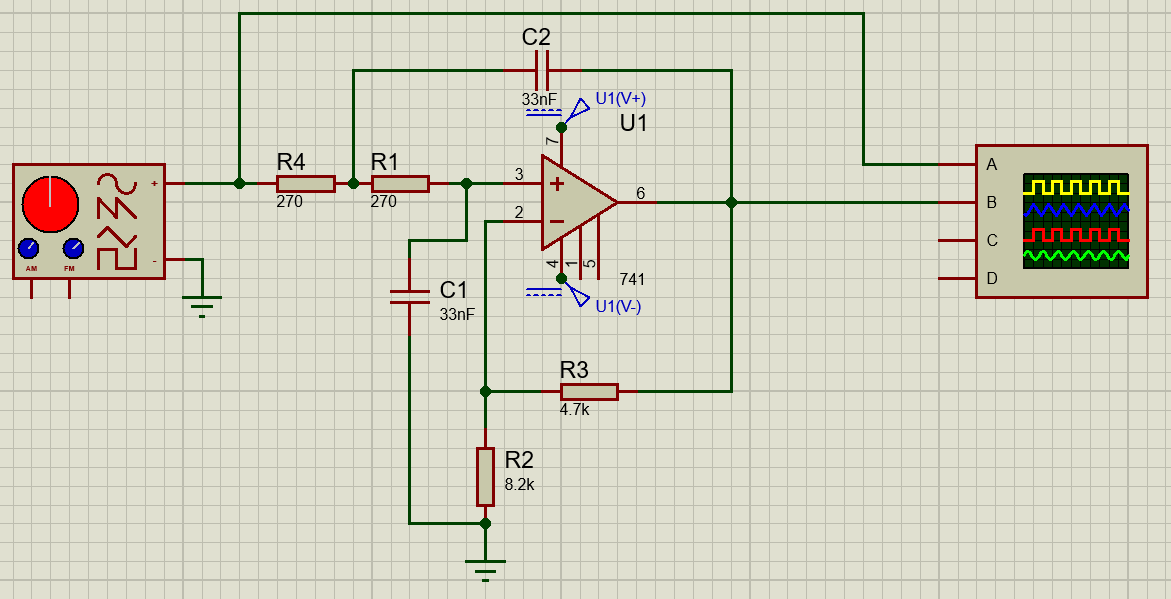 C2
33nF
U1(V+)
U1
7
R4
270
R1
270
3
2
6
4
1
5
741
U1(V-)
+
-
AM
FM
C1
33nF
R3
4.7k
R2
8.2k
A
B
C
D